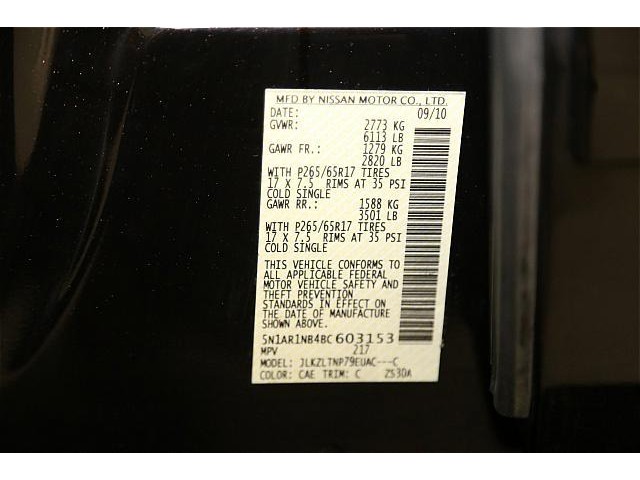 MFD BY NISSAN MOTOR CO., LTD.
DATE: 09/10
GVWR: 2773 KG
6113 LB
GAWR FR.: 1279 KG
2820 LB
WITH P265/65R17 TIRES
17 X 7.5 RIMS AT 35 PSI
COLD SINGLE
GAWR RR.: 1588 KG
3501 LB
WITH P265/65R17 TIRES
17 X 7.5 RIMS AT 35 PSI
COLD SINGLE
THIS VEHICLE CONFORMS TO
ALL APPLICABLE FEDERAL
MOTOR VEHICLE SAFETY AND
THEFT PREVENTION
STANDARDS IN EFFECT ON
THE DATE OF MANUFACTURE
SHOWN ABOVE.
5N1AR1NB4BC603153
MPV 217
MODEL: JLKZLTNP79EUAC---C
COLOR: CAE TRIM: C ZS30A